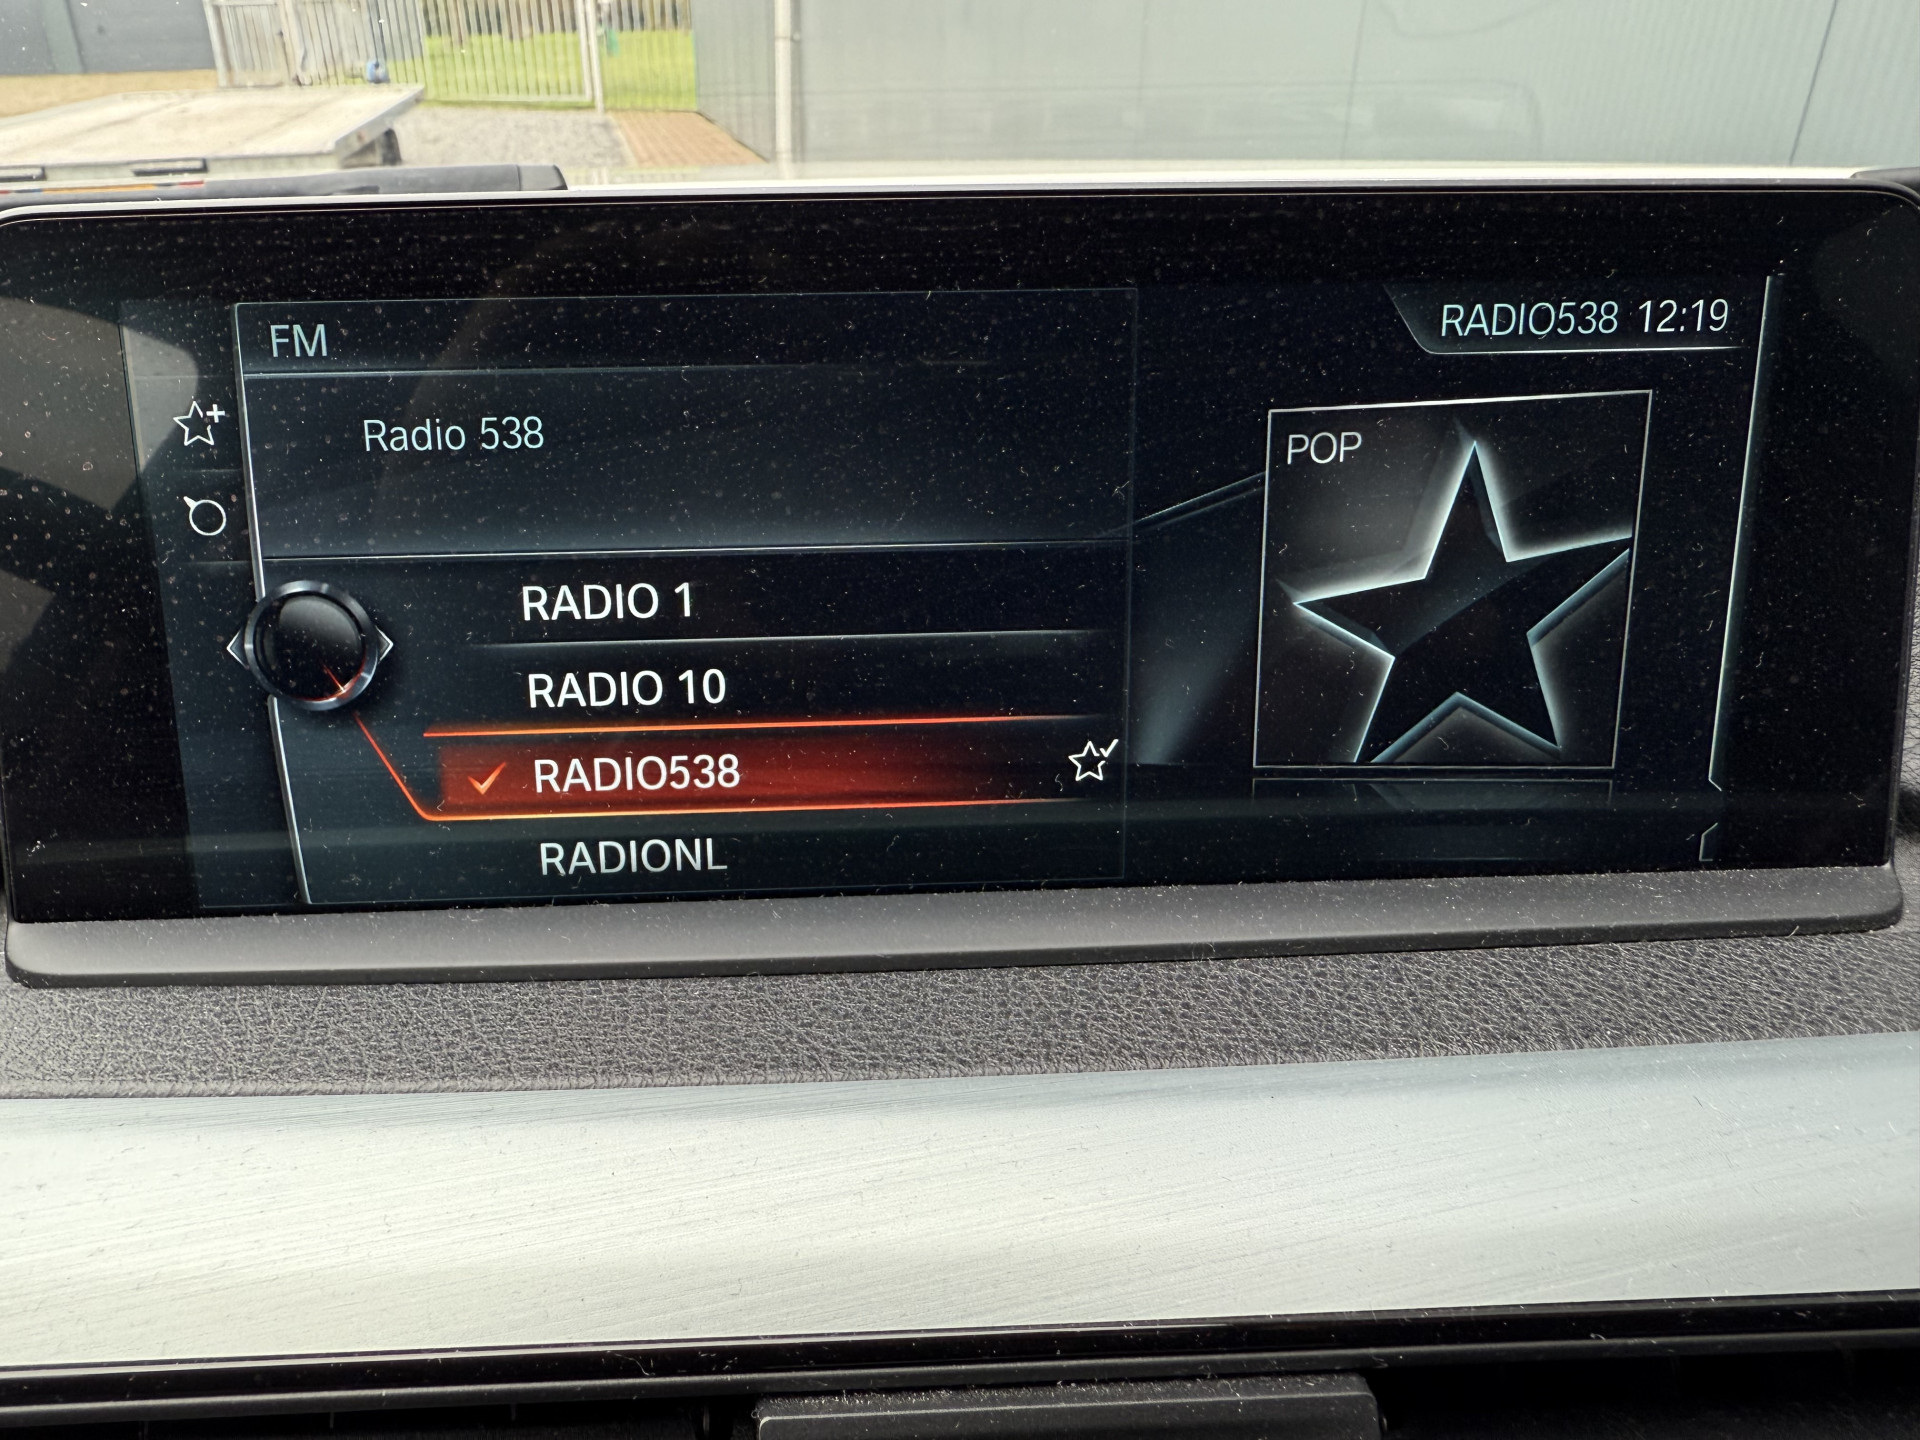 FM
RADIO538 12:19
Radio 538
POP
RADIO 1
RADIO 10
RADIO538
RADIONL